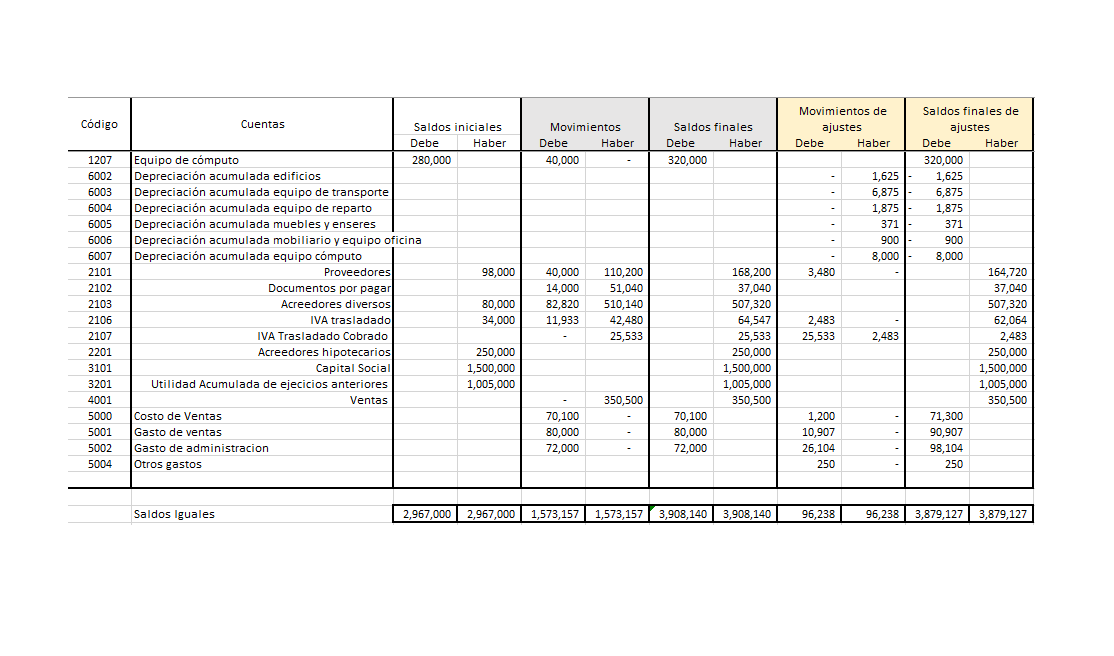 Código Cuentas Saldos iniciales Movimientos Saldos finales Movimientos de ajustes Saldos finales de ajustes
Debe Haber Debe Haber Debe Haber Debe Haber Debe Haber
1207 Equipo de cómputo 280,000 40,000 - 320,000 320,000
6002 Depreciación acumulada edificios - 1,625 - 1,625
6003 Depreciación acumulada equipo de transporte - 6,875 - 6,875
6004 Depreciación acumulada equipo de reparto - 1,875 - 1,875
6005 Depreciación acumulada muebles y enseres - 371 - 371
6006 Depreciación acumulada mobiliario y equipo oficina - 900 - 900
6007 Depreciación acumulada equipo cómputo - 8,000 - 8,000
2101 Proveedores 98,000 40,000 110,200 168,200 3,480 - 164,720
2102 Documentos por pagar 14,000 51,040 37,040 37,040
2103 Acreedores diversos 80,000 82,820 510,140 507,320 507,320
2106 IVA trasladado 34,000 11,933 42,480 64,547 2,483 - 62,064
2107 IVA Trasladado Cobrado - 25,533 25,533 25,533 2,483 2,483
2201 Acreedores hipotecarios 250,000 250,000 250,000
3101 Capital Social 1,500,000 1,500,000 1,500,000
3201 Utilidad Acumulada de ejecicios anteriores 1,005,000 1,005,000 1,005,000
4001 Ventas - 350,500 350,500 350,500
5000 Costo de Ventas 70,100 - 70,100 1,200 - 71,300
5001 Gasto de ventas 80,000 - 80,000 10,907 - 90,907
5002 Gasto de administracion 72,000 - 72,000 26,104 - 98,104
5004 Otros gastos 250 - 250
Saldos Iguales 2,967,000 2,967,000 1,573,157 1,573,157 3,908,140 3,908,140 96,238 96,238 3,879,127 3,879,127